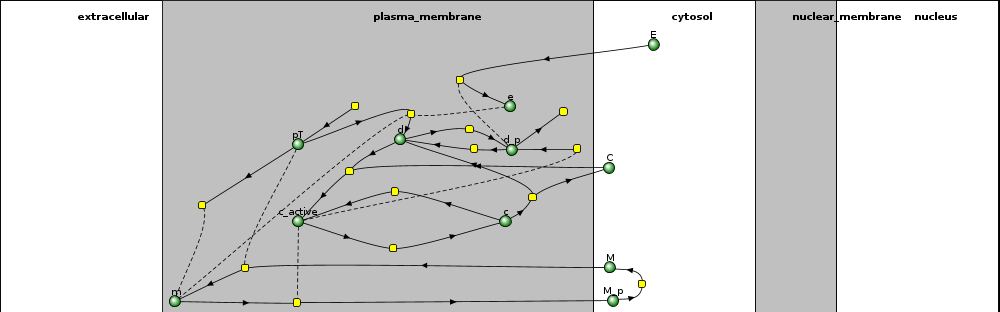 extracellular plasma_membrane cytosol nuclear_membrane nucleus
E
e
pT
d
d_p
C
c_active
c
M
m
M_p